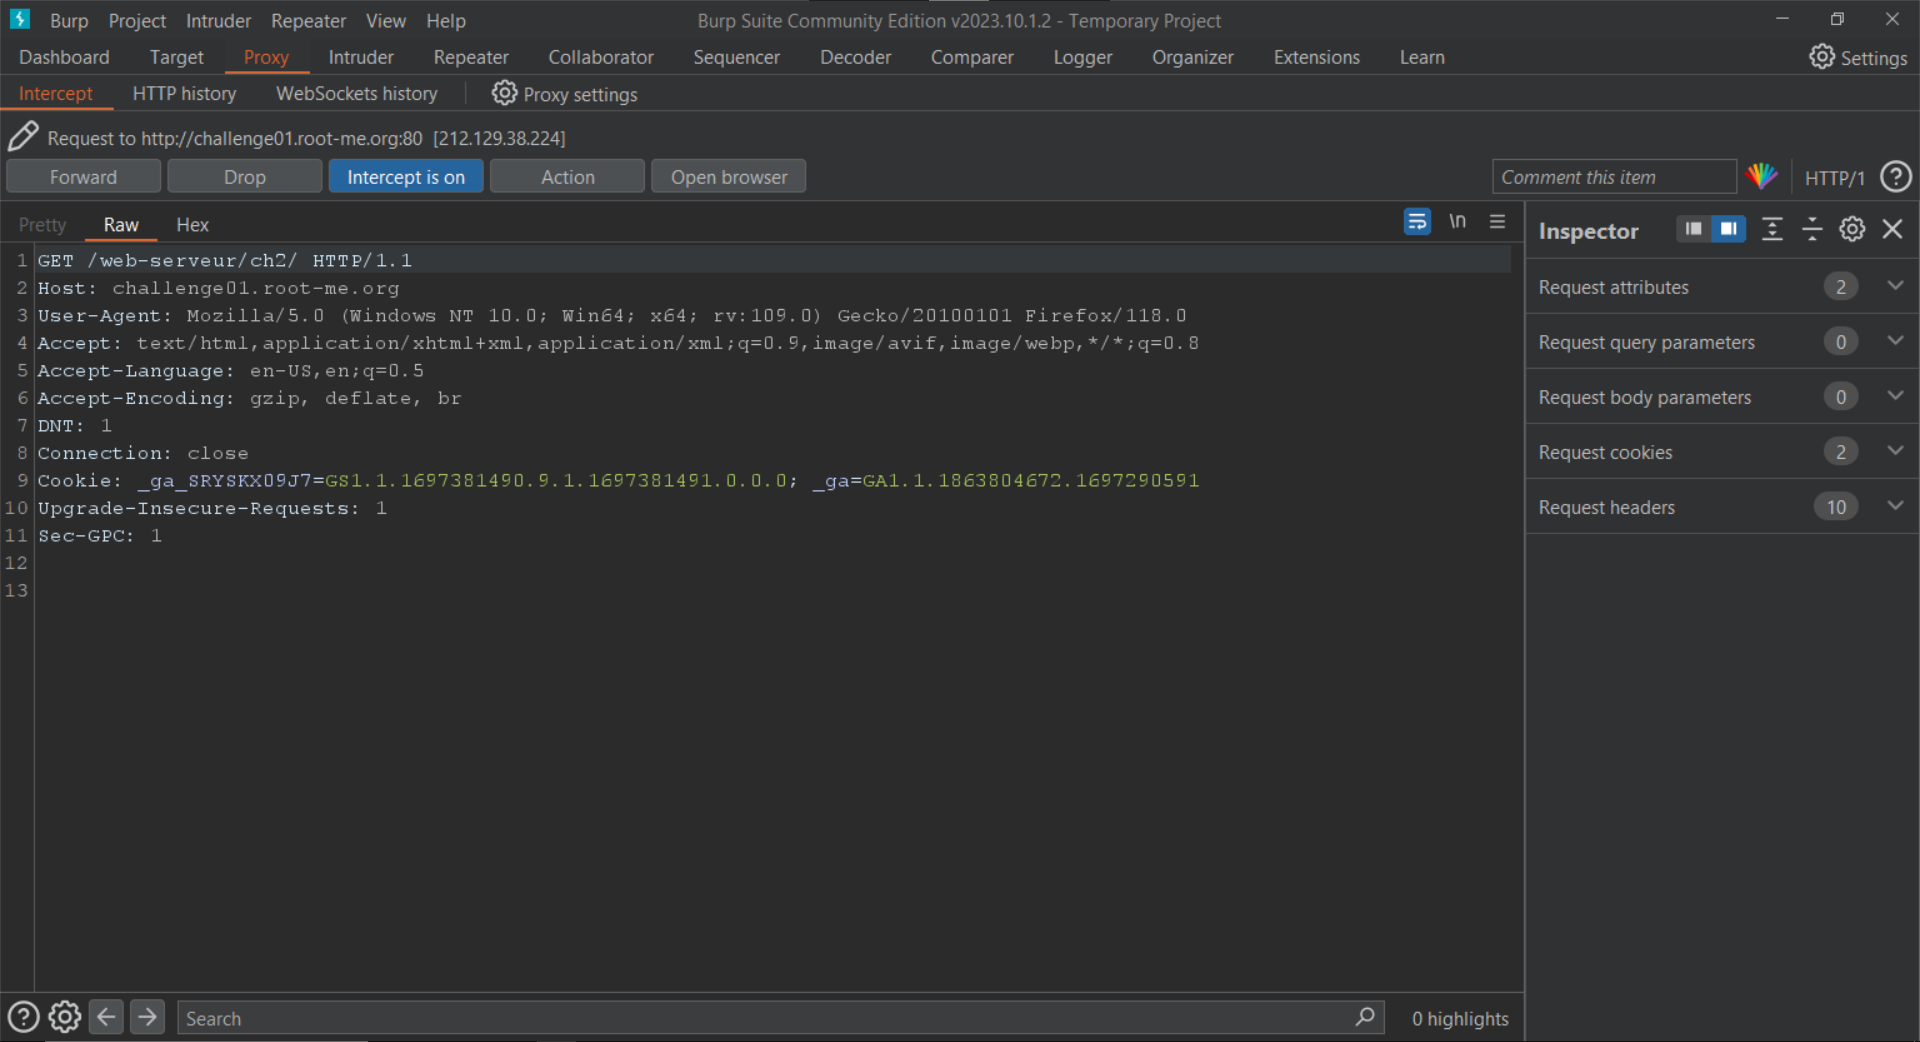 Burp Project Intruder Repeater View Help Burp Suite Community Edition v2023.10.1.2 - Temporary Project
Dashboard Target Proxy Intruder Repeater Collaborator Sequencer Decoder Comparer Logger Organizer Extensions Learn Settings
Intercept HTTP history WebSockets history Proxy settings
Request to http://challenge01.root-me.org:80 [212.129.38.224]
Forward Drop Intercept is on Action Open browser Comment this item HTTP/1 ?
Pretty Raw Hex \n
1 GET /web-serveur/ch2/ HTTP/1.1
2 Host: challenge01.root-me.org
3 User-Agent: Mozilla/5.0 (Windows NT 10.0; Win64; x64; rv:109.0) Gecko/20100101 Firefox/118.0
4 Accept: text/html,application/xhtml+xml,application/xml;q=0.9,image/avif,image/webp,*/*;q=0.8
5 Accept-Language: en-US,en;q=0.5
6 Accept-Encoding: gzip, deflate, br
7 DNT: 1
8 Connection: close
9 Cookie: _ga_SRYSKX09J7=GS1.1.1697381490.9.1.1697381491.0.0.0; _ga=GA1.1.1863804672.1697290591
10 Upgrade-Insecure-Requests: 1
11 Sec-GPC: 1
12
13
Inspector
Request attributes 2
Request query parameters 0
Request body parameters 0
Request cookies 2
Request headers 10
? Search 0 highlights